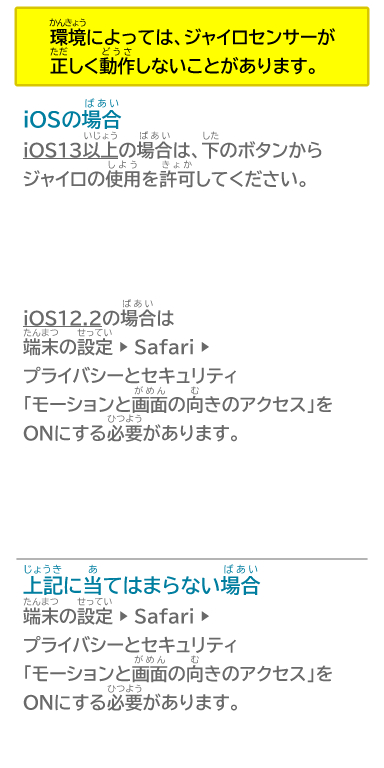 環境によっては、ジャイロセンサーが
正しく動作しないことがあります。
iOSの場合
iOS13以上の場合は、下のボタンから
ジャイロの使用を許可してください。
iOS12.2の場合は
端末の設定 ▶ Safari ▶
プライバシーとセキュリティ
「モーションと画面の向きのアクセス」を
ONにする必要があります。
上記に当てはまらない場合
端末の設定 ▶ Safari ▶
プライバシーとセキュリティ
「モーションと画面の向きのアクセス」を
ONにする必要があります。